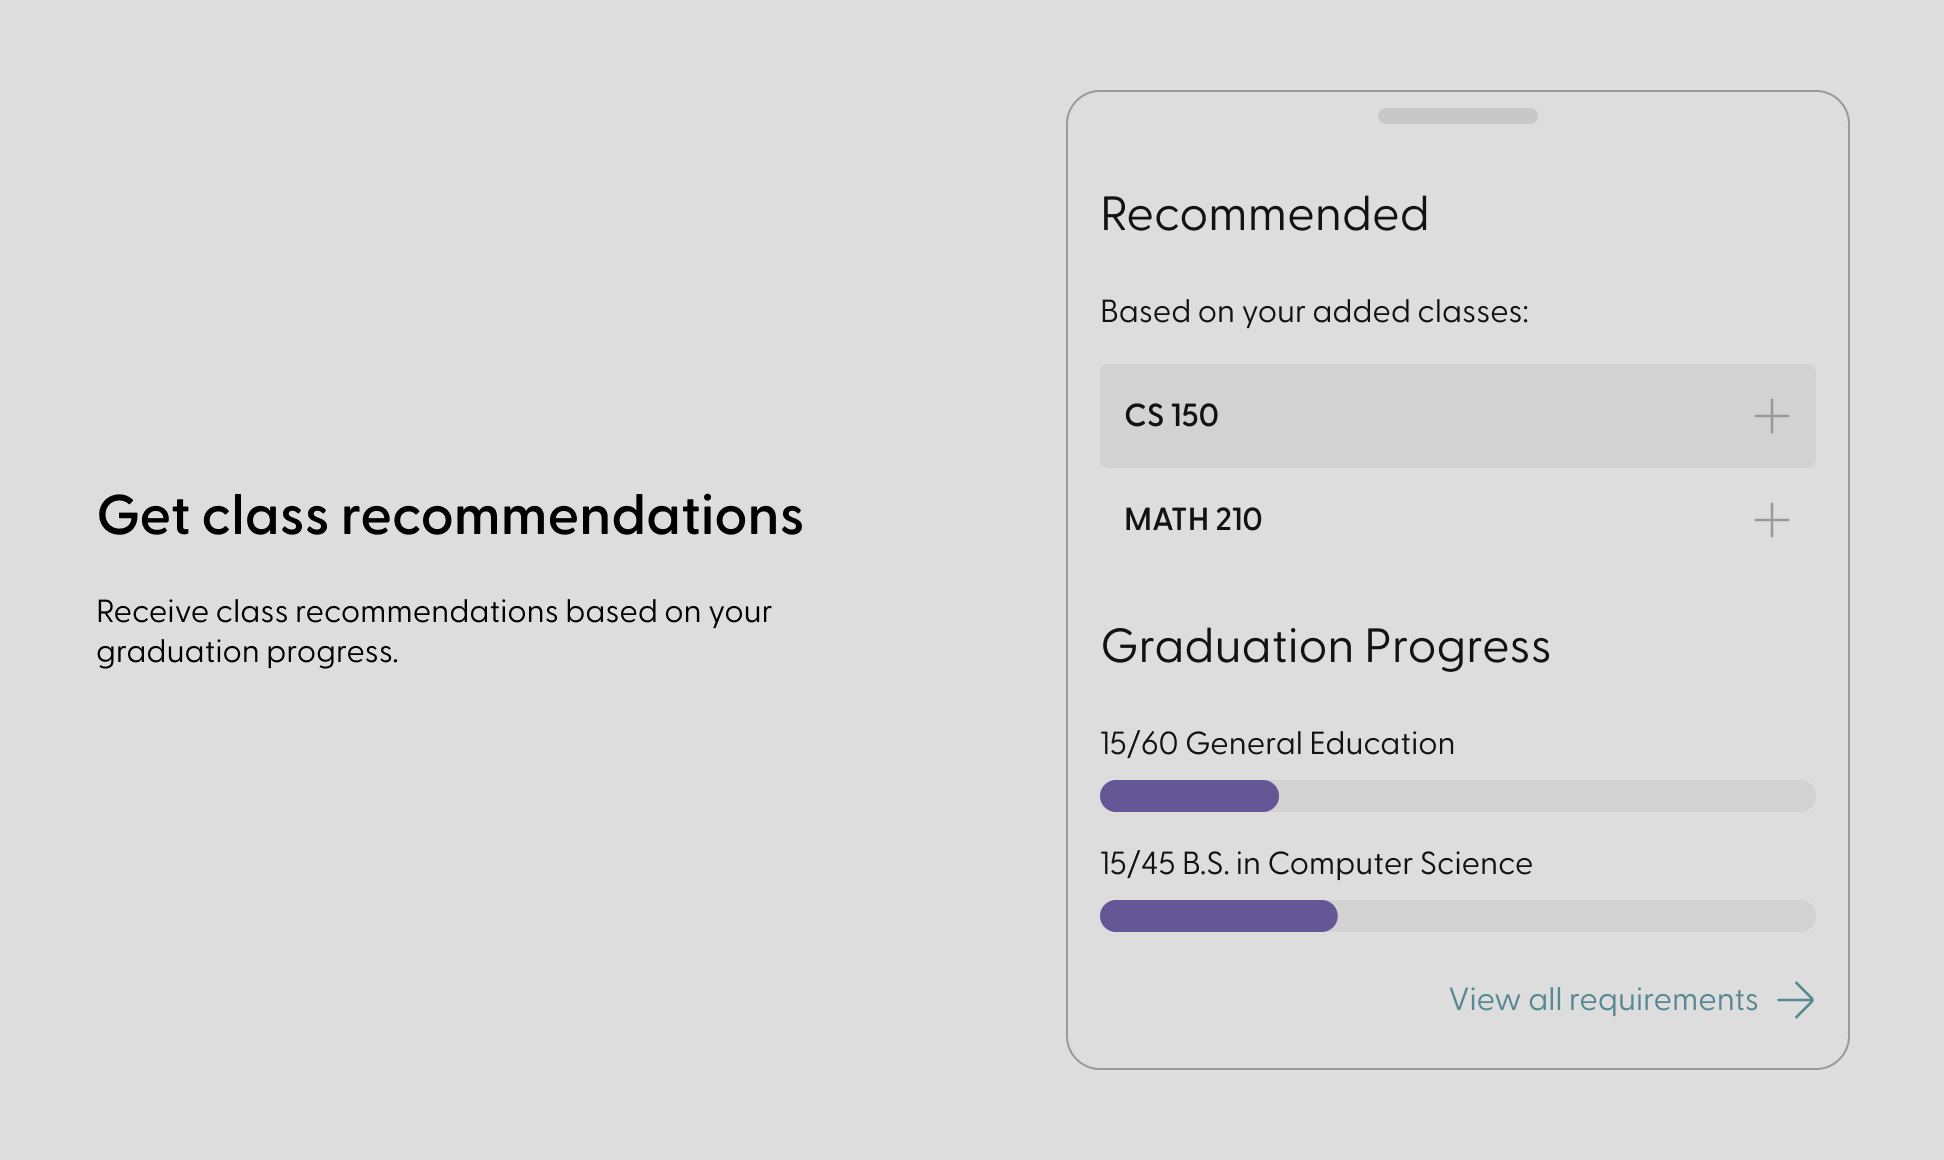 Get class recommendations
Receive class recommendations based on your
graduation progress.
Recommended
Based on your added classes:
CS 150
MATH 210
Graduation Progress
15/60 General Education
15/45 B.S. in Computer Science
View all requirements